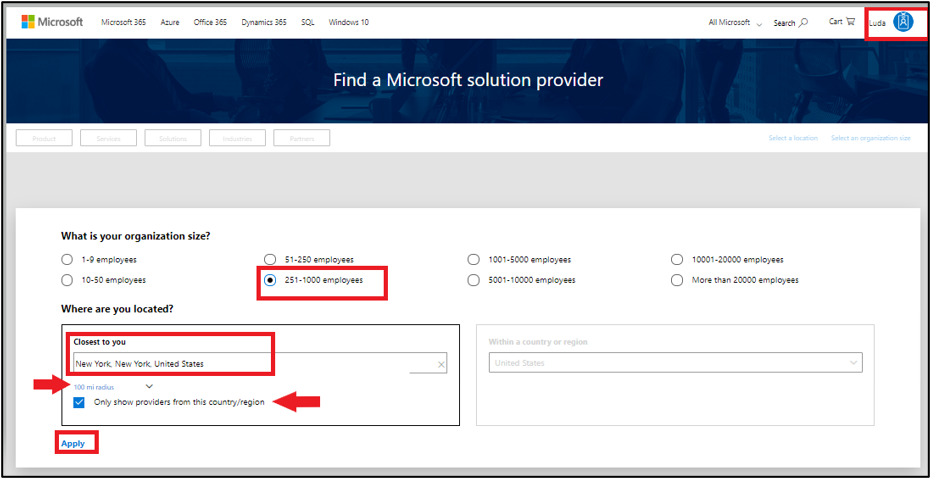 Microsoft Microsoft 365 Azure Office 365 Dynamics 365 SQL Windows 10 All Microsoft Search Cart Luda
Find a Microsoft solution provider
Product Services Solutions Industries Partners Select a location Select an organization size
What is your organization size?
1-9 employees 51-250 employees 1001-5000 employees 10001-20000 employees
10-50 employees 251-1000 employees 5001-10000 employees More than 20000 employees
Where are you located?
Closest to you Within a country or region
New York, New York, United States United States
100 mi radius
Only show providers from this country/region
Apply